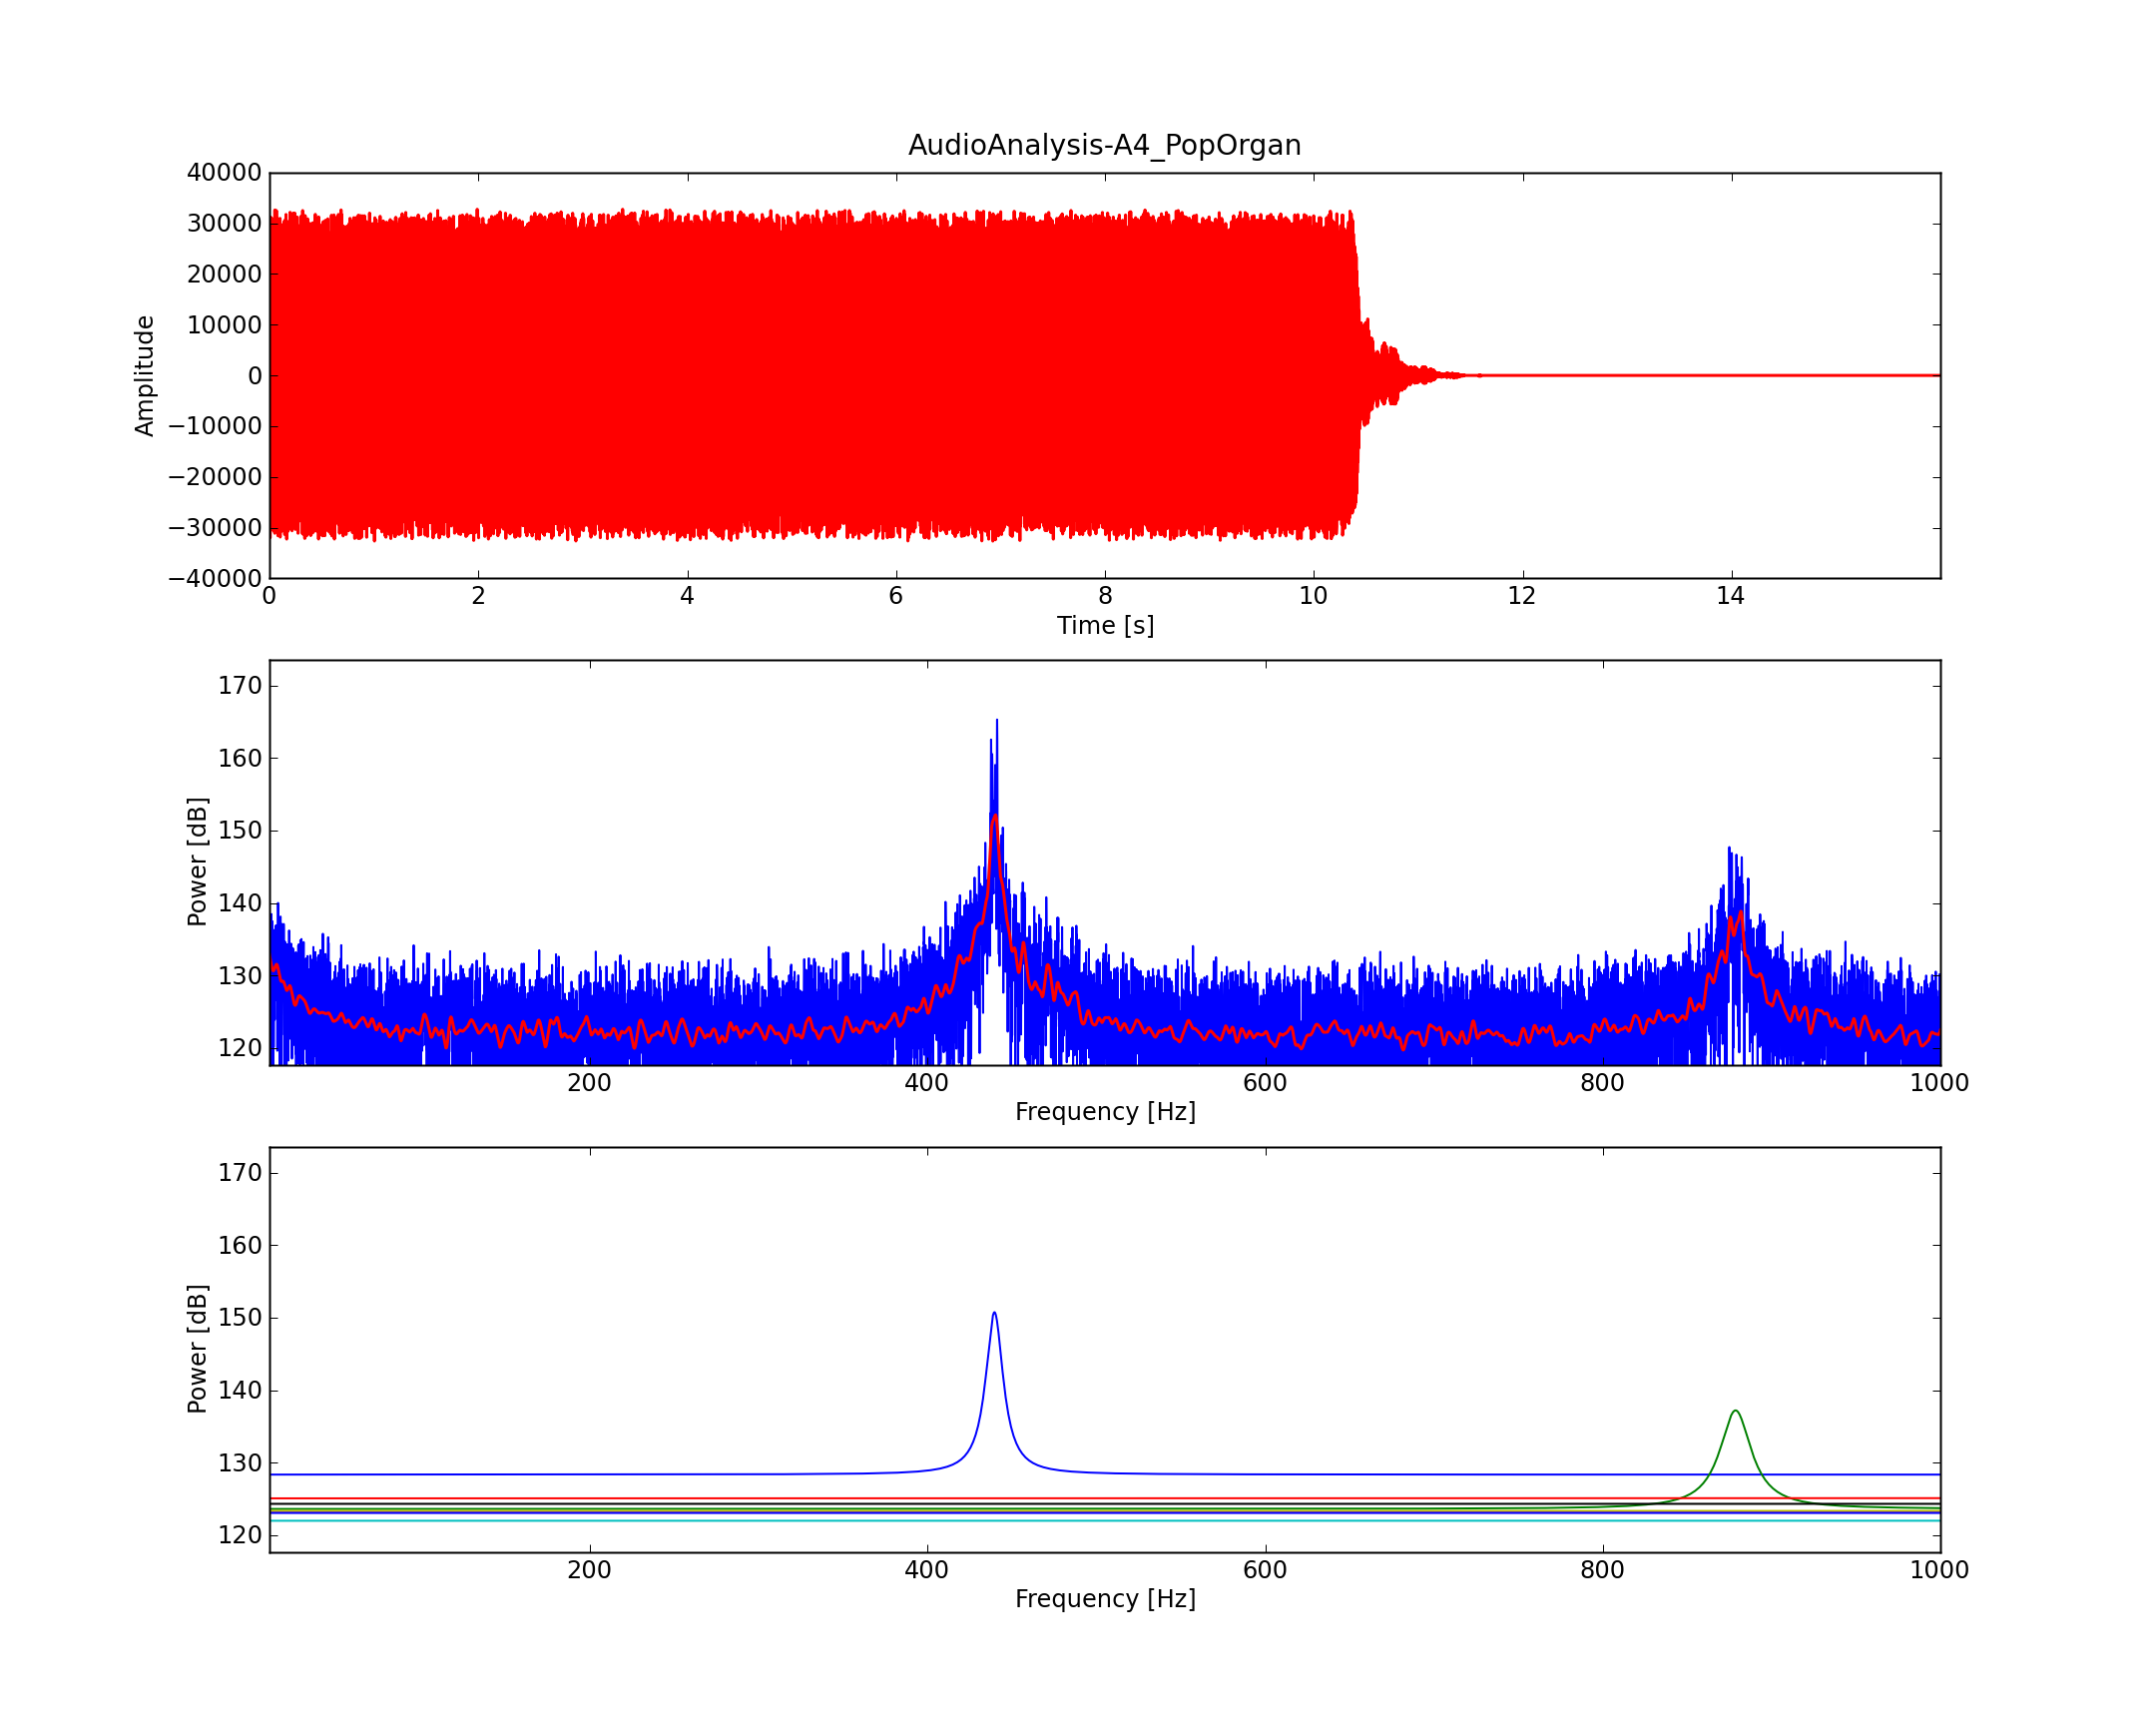 AudioAnalysis-A4_PopOrgan
40000
30000
20000
10000
0
−10000
−20000
−30000
−40000
Amplitude
0 2 4 6 8 10 12 14
Time [s]
170
160
150
140
130
120
Power [dB]
200 400 600 800 1000
Frequency [Hz]
170
160
150
140
130
120
Power [dB]
200 400 600 800 1000
Frequency [Hz]